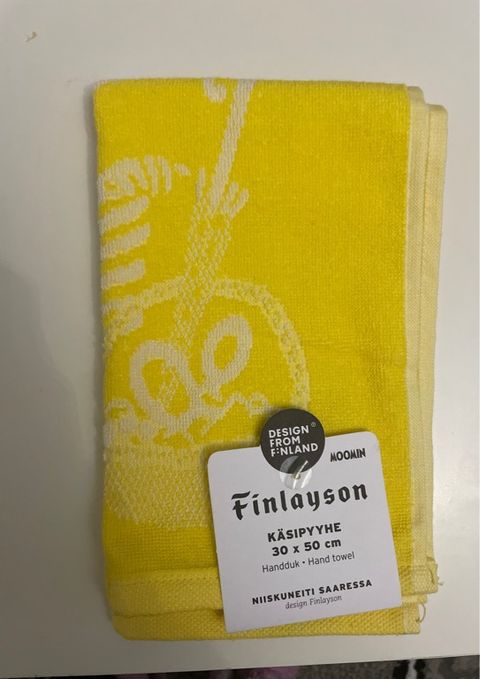 DESIGN
FROM
FINLAND
MOOMIN
Finlayson
KÄSIPYYHE
30 x 50 cm
Handduk • Hand towel
NIISKUNEITI SAARESSA
design Finlayson